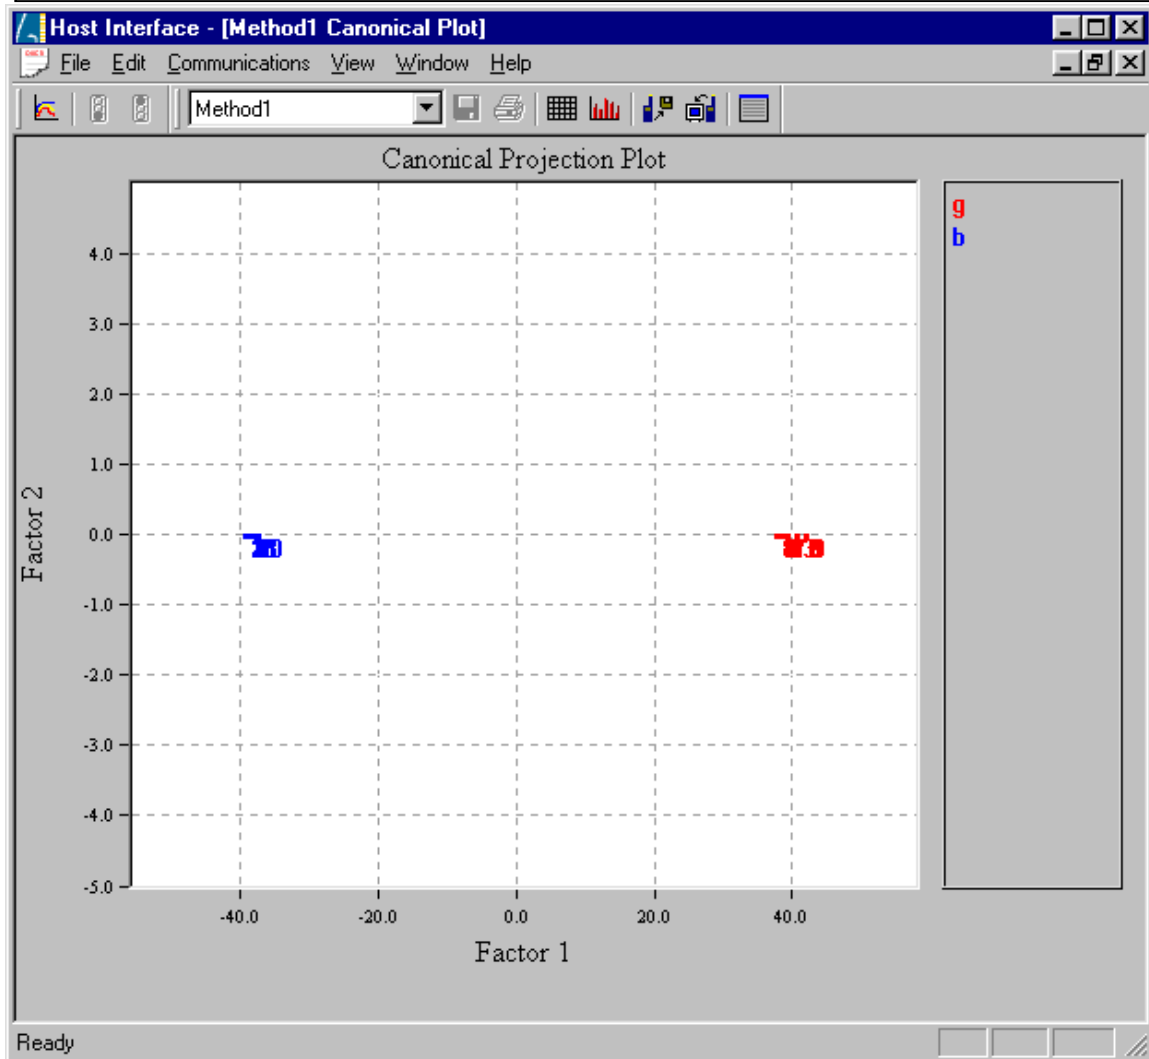 Host Interface - [Method1 Canonical Plot]
File Edit Communications View Window Help
Method1
Canonical Projection Plot
g
b
4.0
3.0
2.0
1.0
0.0
-1.0
-2.0
-3.0
-4.0
-5.0
Factor 2
-40.0 -20.0 0.0 20.0 40.0
Factor 1
Ready